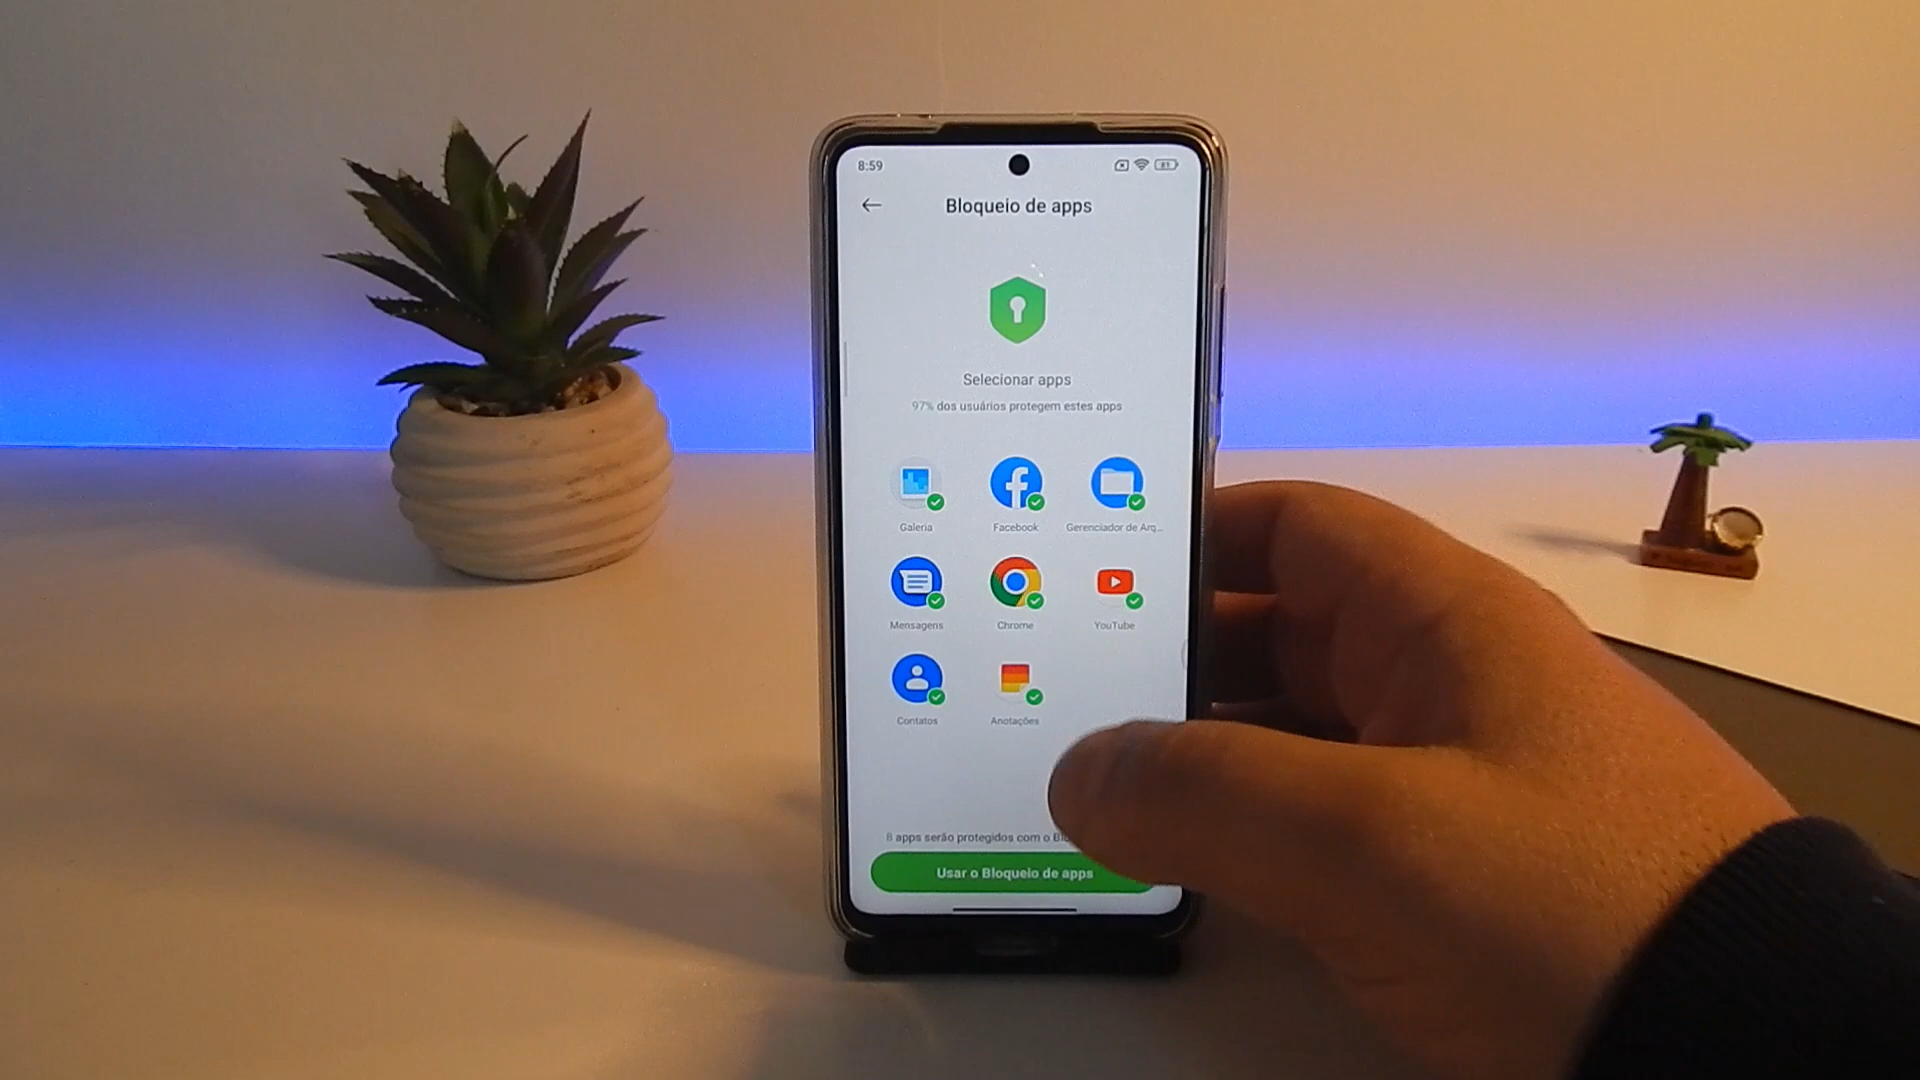 8:59
81
Bloqueio de apps
Selecionar apps
97% dos usuários protegem estes apps
Galeria
Facebook
Gerenciador de Arq...
Mensagens
Chrome
YouTube
Contatos
Anotações
8 apps serão protegidos com o
Usar o Bloqueio de apps